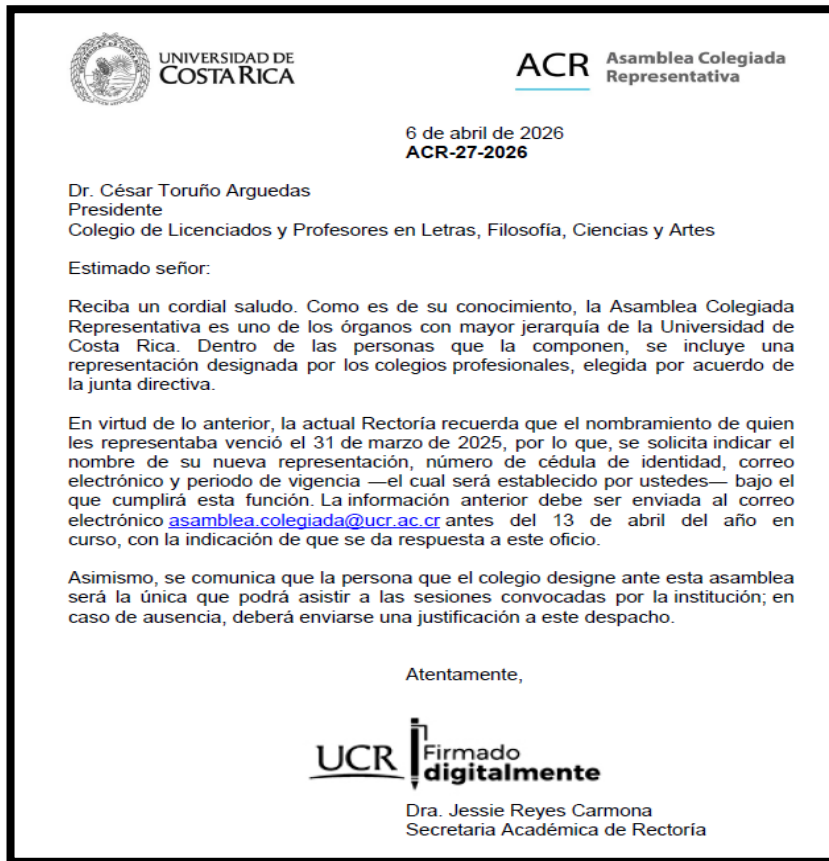 UNIVERSIDAD DE
COSTA RICA
ACR
Asamblea Colegiada
Representativa
6 de abril de 2026
ACR-27-2026
Dr. César Toruño Arguedas
Presidente
Colegio de Licenciados y Profesores en Letras, Filosofía, Ciencias y Artes
Estimado señor:
Reciba un cordial saludo. Como es de su conocimiento, la Asamblea Colegiada
Representativa es uno de los órganos con mayor jerarquía de la Universidad de
Costa Rica. Dentro de las personas que la componen, se incluye una
representación designada por los colegios profesionales, elegida por acuerdo de
la junta directiva.
En virtud de lo anterior, la actual Rectoría recuerda que el nombramiento de quien
les representaba venció el 31 de marzo de 2025, por lo que, se solicita indicar el
nombre de su nueva representación, número de cédula de identidad, correo
electrónico y periodo de vigencia —el cual será establecido por ustedes— bajo el
que cumplirá esta función. La información anterior debe ser enviada al correo
electrónico asamblea.colegiada@ucr.ac.cr antes del 13 de abril del año en
curso, con la indicación de que se da respuesta a este oficio.
Asimismo, se comunica que la persona que el colegio designe ante esta asamblea
será la única que podrá asistir a las sesiones convocadas por la institución; en
caso de ausencia, deberá enviarse una justificación a este despacho.
Atentamente,
UCR
Firmado
digitalmente
Dra. Jessie Reyes Carmona
Secretaria Académica de Rectoría